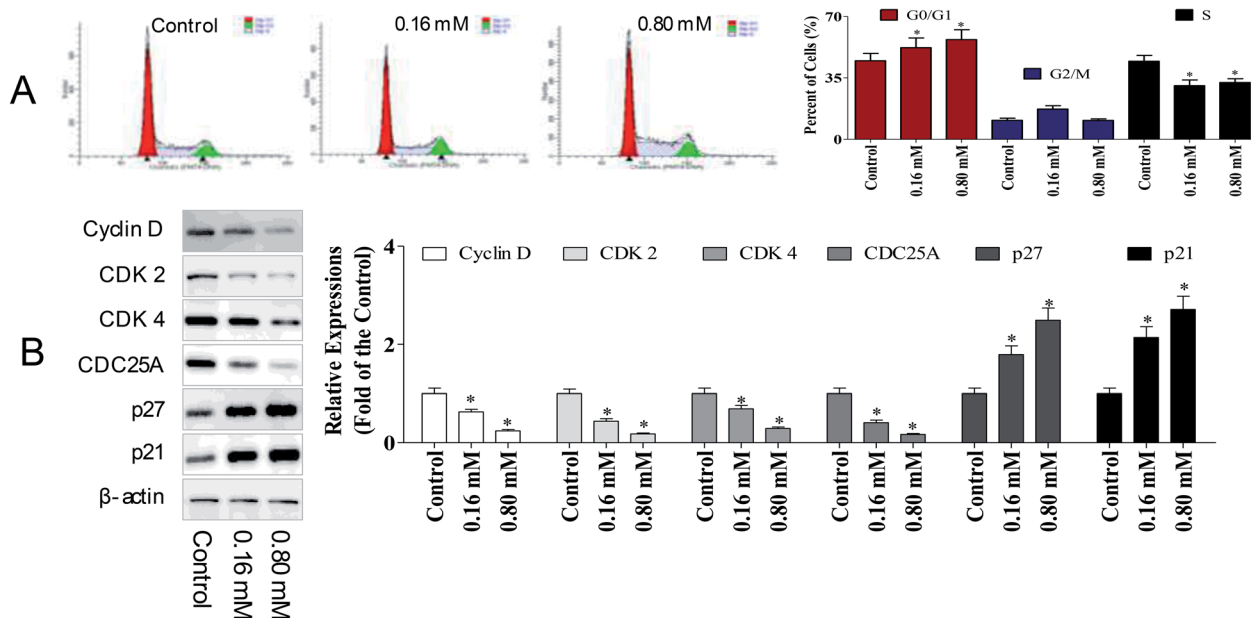 A
Control
0.16 mM
0.80 mM
Percent of Cells (%)
70
35
0
G0/G1
G2/M
S
*
*
*
*
Control
0.16 mM
0.80 mM
Control
0.16 mM
0.80 mM
Control
0.16 mM
0.80 mM
B
Cyclin D
CDK 2
CDK 4
CDC25A
p27
p21
β-actin
Control
0.16 mM
0.80 mM
Relative Expressions
(Fold of the Control)
4
2
0
Cyclin D
CDK 2
CDK 4
CDC25A
p27
p21
*
*
*
*
*
*
*
*
*
*
*
*
Control
0.16 mM
0.80 mM
Control
0.16 mM
0.80 mM
Control
0.16 mM
0.80 mM
Control
0.16 mM
0.80 mM
Control
0.16 mM
0.80 mM
Control
0.16 mM
0.80 mM